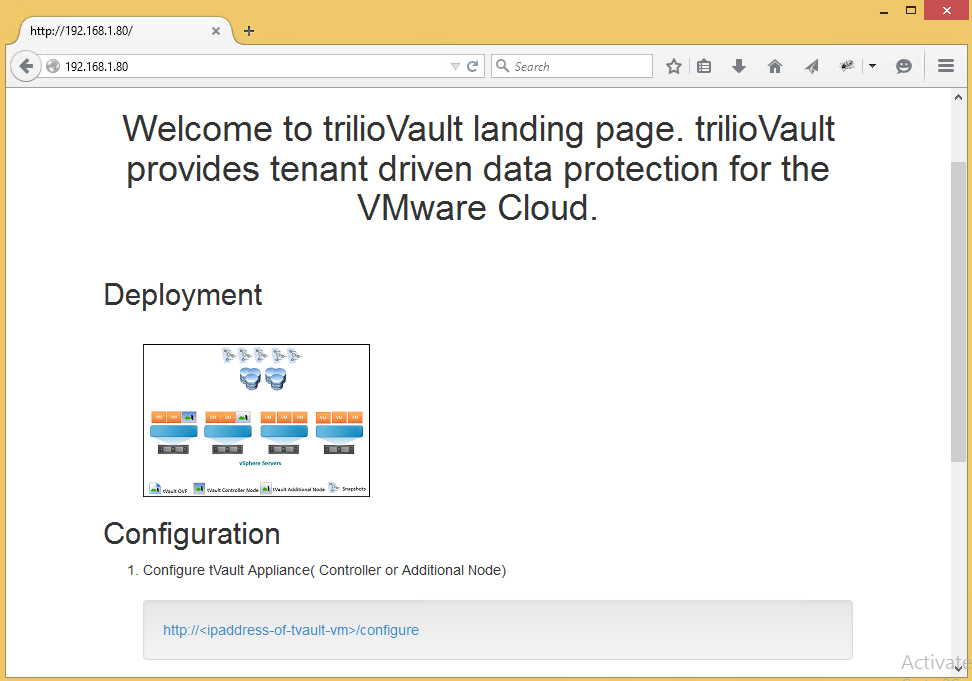 http://192.168.1.80/
192.168.1.80
Search
Welcome to trilioVault landing page. trilioVault
provides tenant driven data protection for the
VMware Cloud.
Deployment
VM VM VM VM VM VM VM VM VM VM
vSphere Servers
tVault OVF tVault Controller Node tVault Additional Node Snapshots
Configuration
1. Configure tVault Appliance( Controller or Additional Node)
http://<ipaddress-of-tvault-vm>/configure
Activate